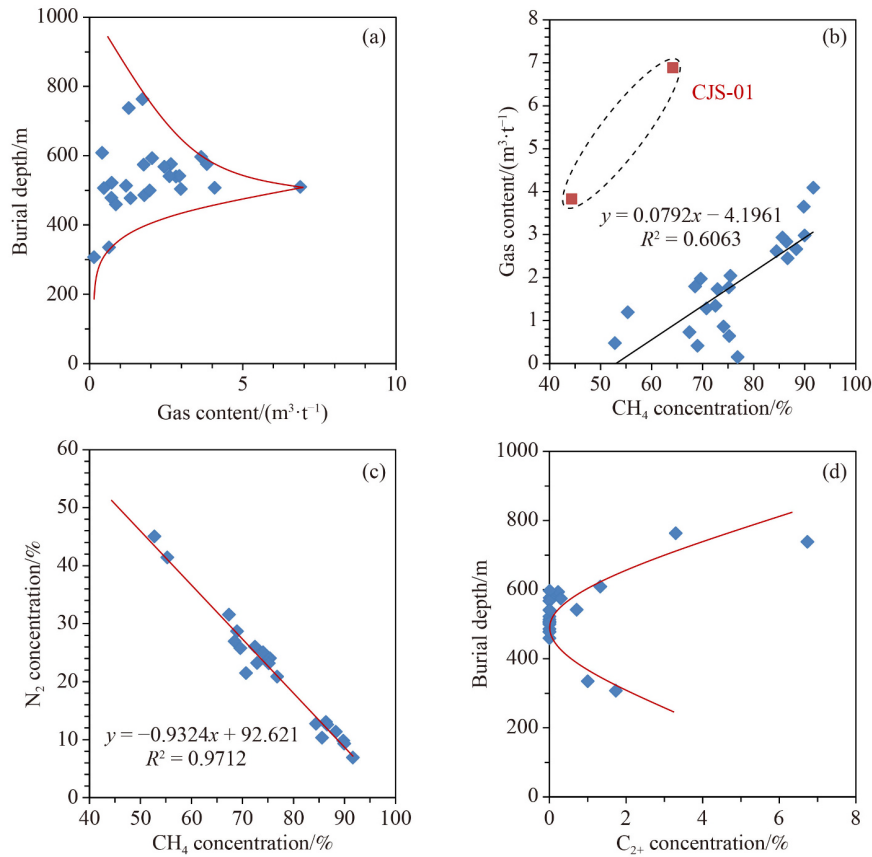 (a)
1000
800
600
400
200
0
Burial depth/m
0 5 10
Gas content/(m³·t⁻¹)
(b)
8
7
6
5
4
3
2
1
0
Gas content/(m³·t⁻¹)
CJS-01
y = 0.0792x − 4.1961
R² = 0.6063
40 50 60 70 80 90 100
CH₄ concentration/%
(c)
60
50
40
30
20
10
0
N₂ concentration/%
y = −0.9324x + 92.621
R² = 0.9712
40 50 60 70 80 90 100
CH₄ concentration/%
(d)
1000
800
600
400
200
0
Burial depth/m
0 2 4 6 8
C₂₊ concentration/%